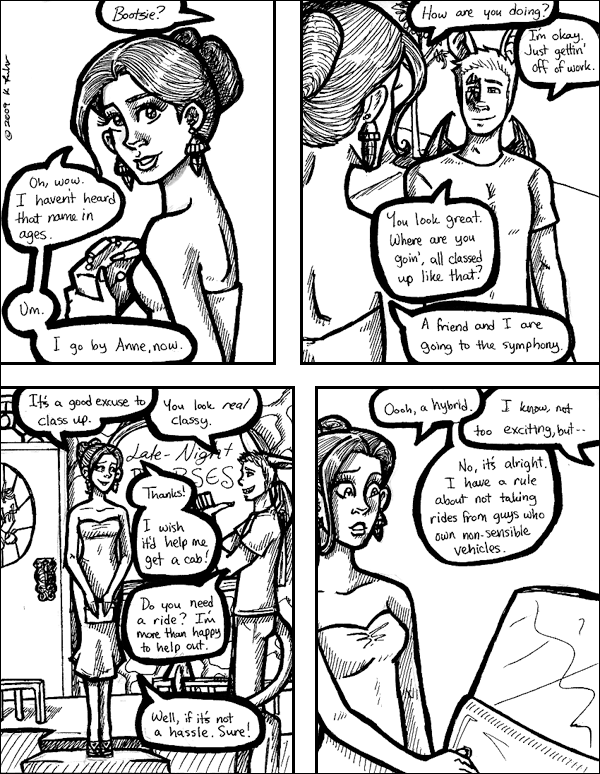 Bootsie?
Oh, wow.
I haven't heard
that name in
ages.
Um.
I go by Anne, now.
How are you doing?
I'm okay.
Just gettin'
off of work.
You look great.
Where are you
goin', all classed
up like that?
A friend and I are
going to the symphony.
It's a good excuse to
class up.
You look real
classy.
Late-Night
Thanks!
I wish
it'd help me
get a cab!
Do you need
a ride? I'm
more than happy
to help out.
Well, if it's not
a hassle. Sure!
Oooh, a hybrid.
I know, not
too exciting, but--
No, it's alright.
I have a rule
about not taking
rides from guys who
own non-sensible
vehicles.
© 2009 K.